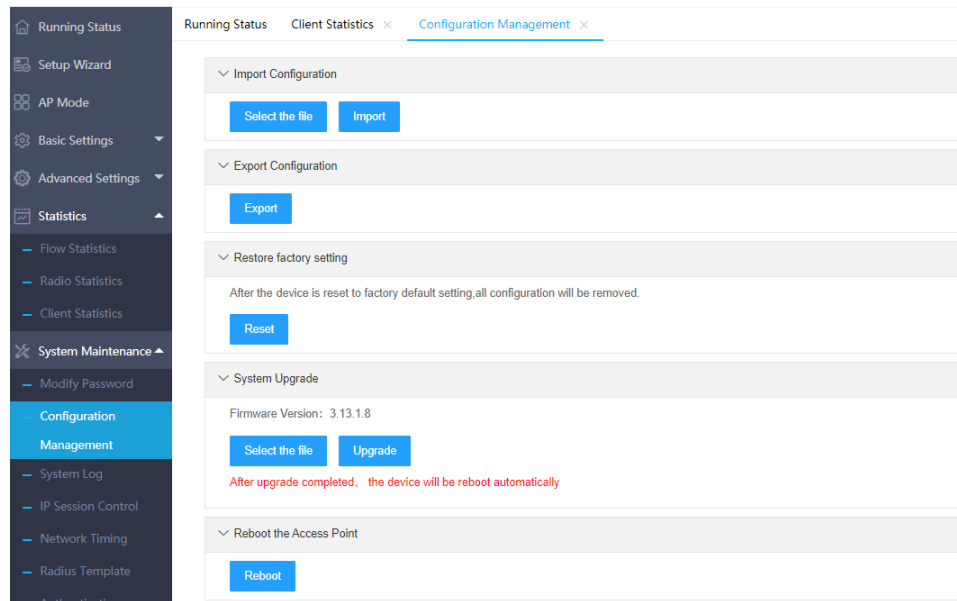 Running Status
Setup Wizard
AP Mode
Basic Settings
Advanced Settings
Statistics
Flow Statistics
Radio Statistics
Client Statistics
System Maintenance
Modify Password
Configuration
Management
System Log
IP Session Control
Network Timing
Radius Template
Running Status Client Statistics × Configuration Management ×
Import Configuration
Select the file Import
Export Configuration
Export
Restore factory setting
After the device is reset to factory default setting,all configuration will be removed.
Reset
System Upgrade
Firmware Version：3.13.1.8
Select the file Upgrade
After upgrade completed， the device will be reboot automatically
Reboot the Access Point
Reboot